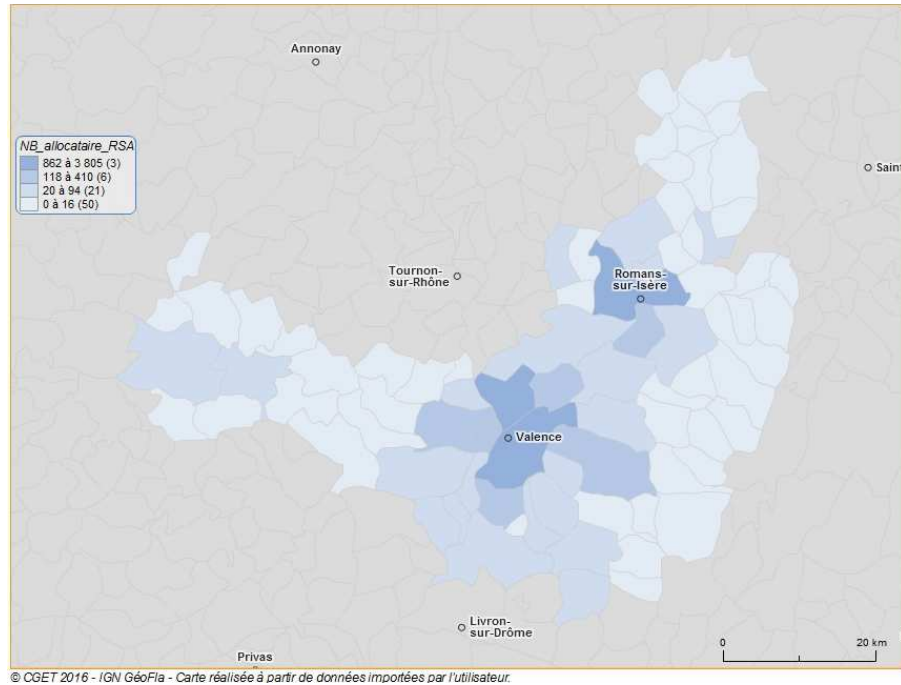 Annonay
NB_allocataire_RSA
862 à 3 805 (3)
118 à 410 (6)
20 à 94 (21)
0 à 16 (50)
Saint
Tournon-
sur-Rhône
Romans-
sur-Isère
Valence
Livron-
sur-Drôme
Privas
0 20 km
© CGET 2016 - IGN GéoFla - Carte réalisée à partir de données importées par l'utilisateur.